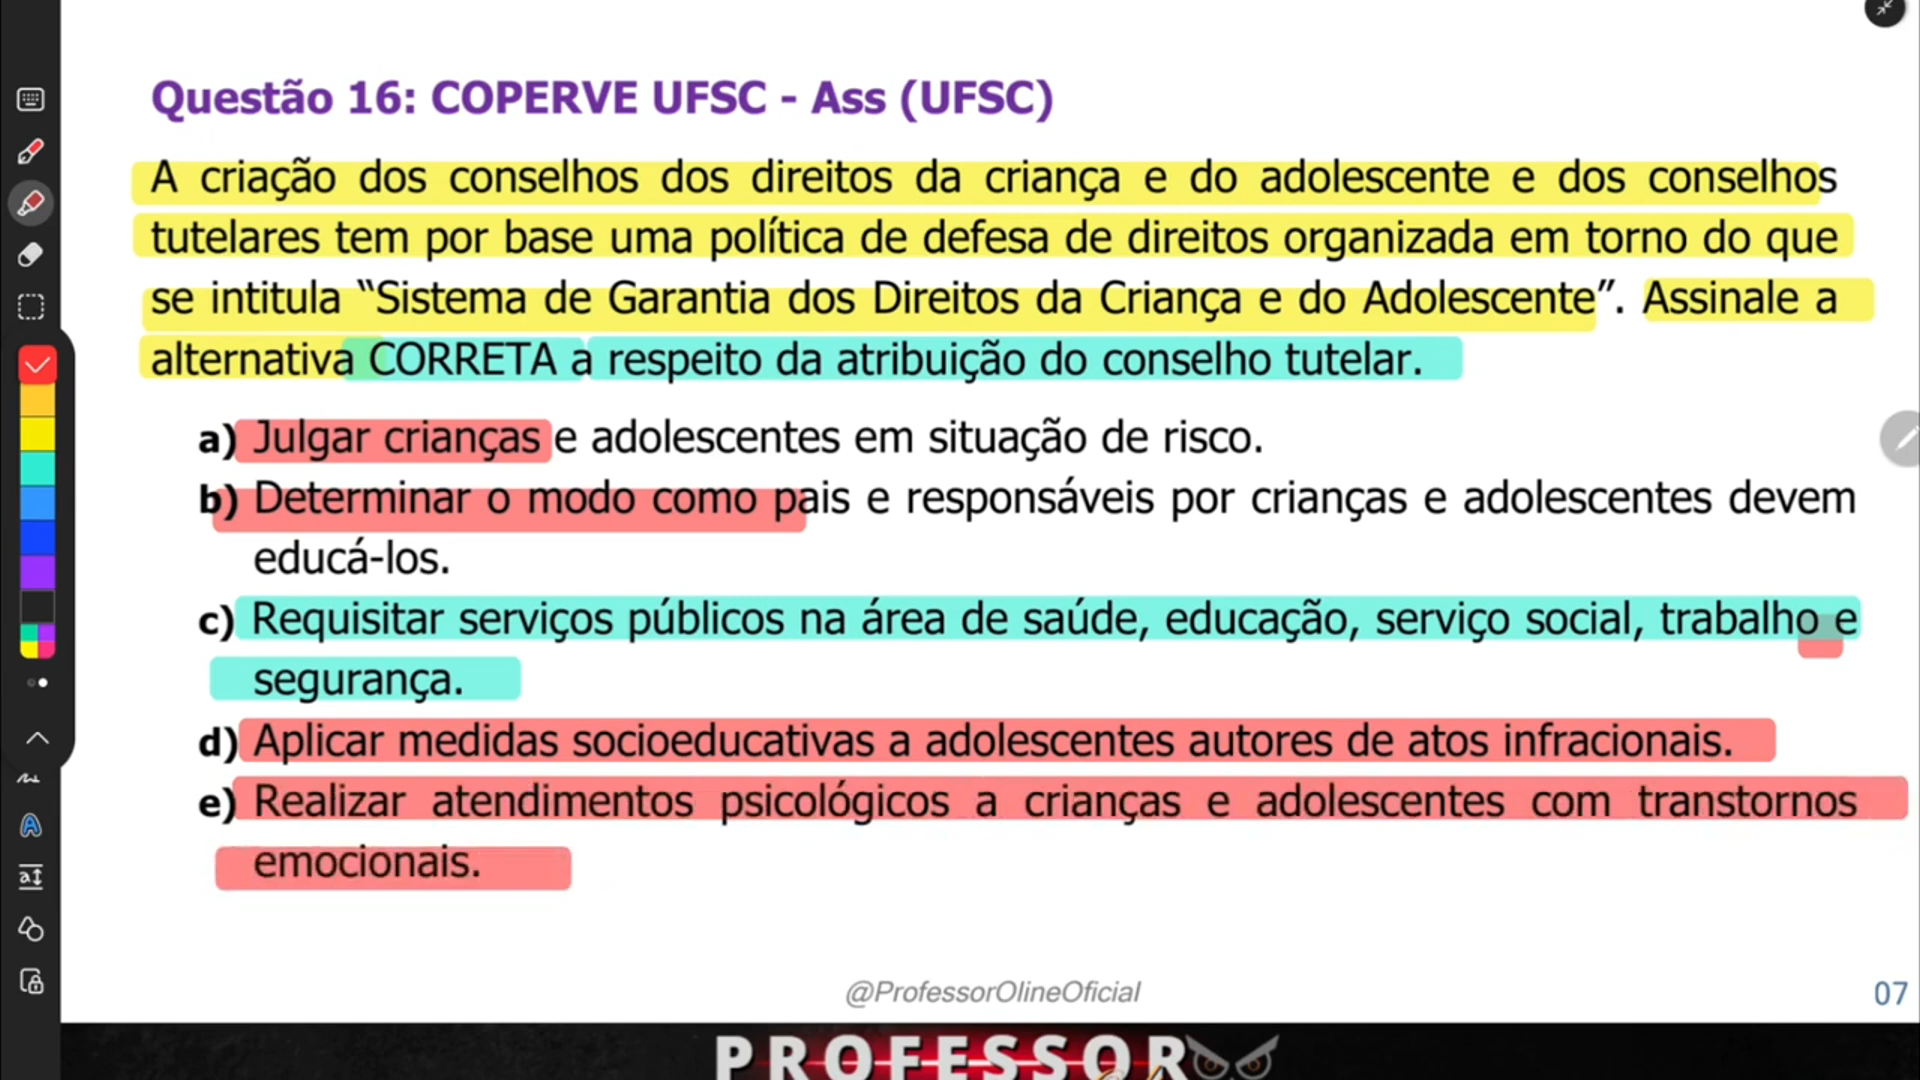 Questão 16: COPERVE UFSC - Ass (UFSC)
A criação dos conselhos dos direitos da criança e do adolescente e dos conselhos
tutelares tem por base uma política de defesa de direitos organizada em torno do que
se intitula “Sistema de Garantia dos Direitos da Criança e do Adolescente”. Assinale a
alternativa CORRETA a respeito da atribuição do conselho tutelar.
a) Julgar crianças e adolescentes em situação de risco.
b) Determinar o modo como pais e responsáveis por crianças e adolescentes devem
educá-los.
c) Requisitar serviços públicos na área de saúde, educação, serviço social, trabalho e
segurança.
d) Aplicar medidas socioeducativas a adolescentes autores de atos infracionais.
e) Realizar atendimentos psicológicos a crianças e adolescentes com transtornos
emocionais.
@ProfessorOlineOficial
07
PROFESSOR